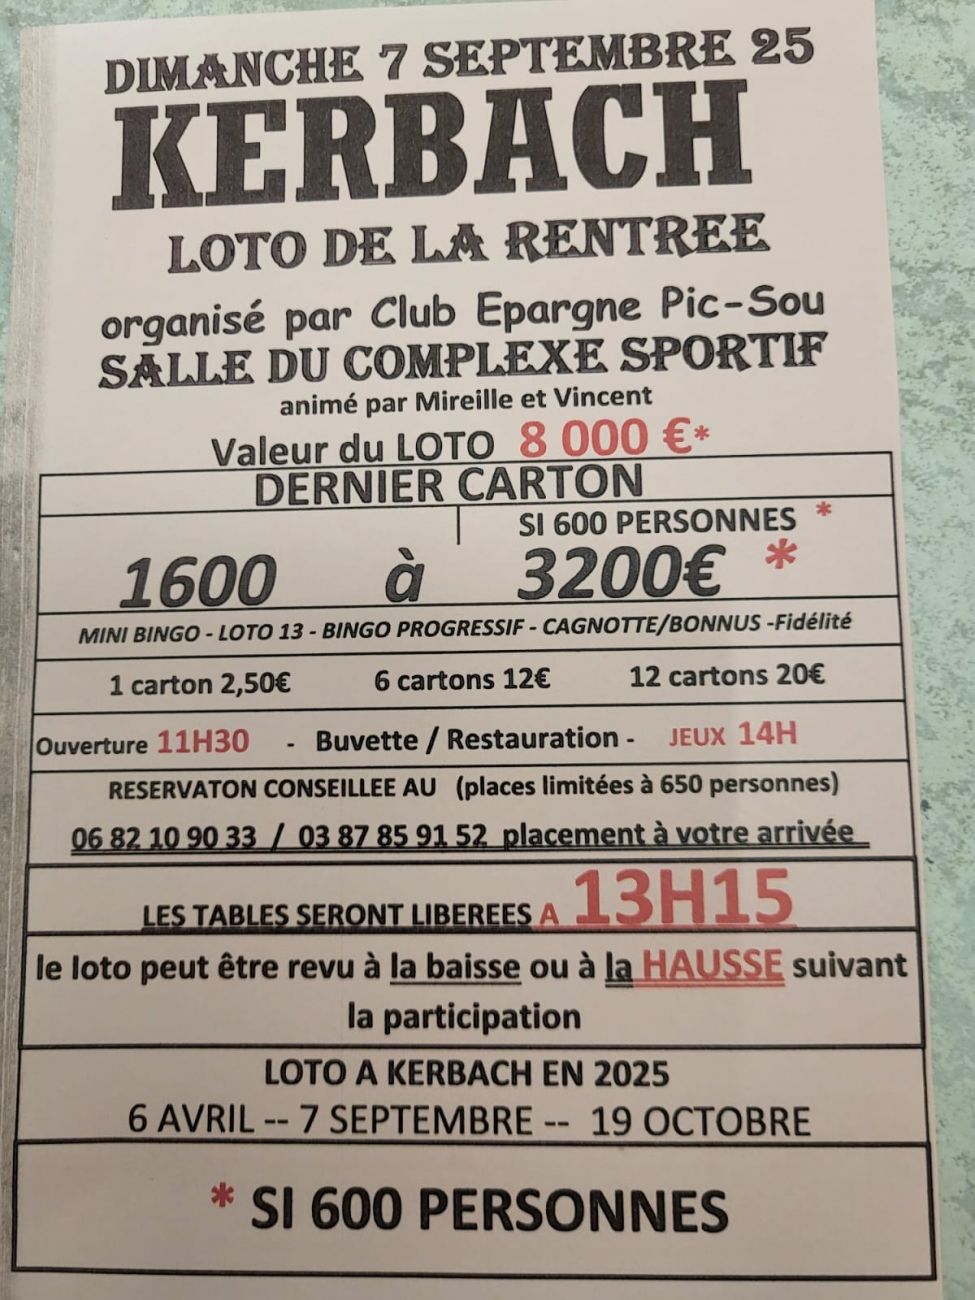 DIMANCHE 7 SEPTEMBRE 25
KERBACH
LOTO DE LA RENTREE
organisé par Club Epargne Pic-Sou
SALLE DU COMPLEXE SPORTIF
animé par Mireille et Vincent
Valeur du LOTO 8 000 €*
DERNIER CARTON
SI 600 PERSONNES *
1600 à 3200€ *
MINI BINGO - LOTO 13 - BINGO PROGRESSIF - CAGNOTTE/BONNUS -Fidélité
1 carton 2,50€ 6 cartons 12€ 12 cartons 20€
Ouverture 11H30 - Buvette / Restauration - JEUX 14H
RESERVATON CONSEILLEE AU (places limitées à 650 personnes)
06 82 10 90 33 / 03 87 85 91 52 placement à votre arrivée
LES TABLES SERONT LIBEREES A 13H15
le loto peut être revu à la baisse ou à la HAUSSE suivant
la participation
LOTO A KERBACH EN 2025
6 AVRIL -- 7 SEPTEMBRE -- 19 OCTOBRE
* SI 600 PERSONNES